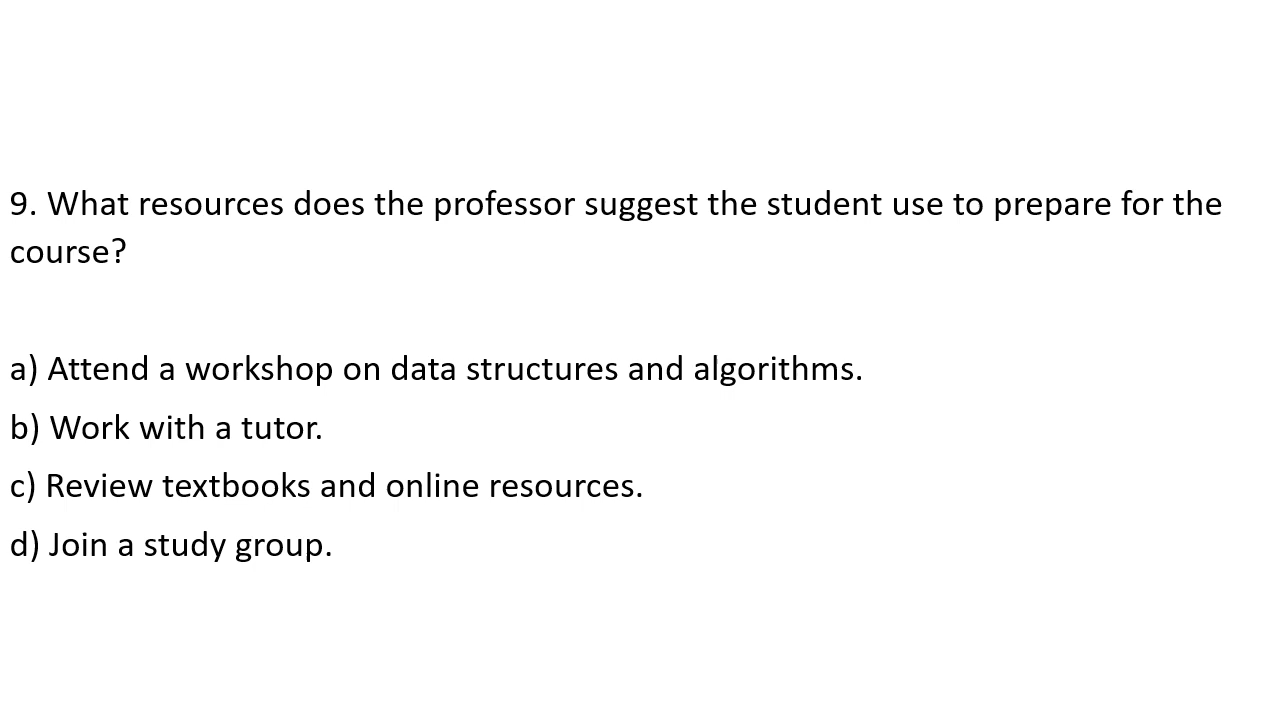 9. What resources does the professor suggest the student use to prepare for the
course?
a) Attend a workshop on data structures and algorithms.
b) Work with a tutor.
c) Review textbooks and online resources.
d) Join a study group.